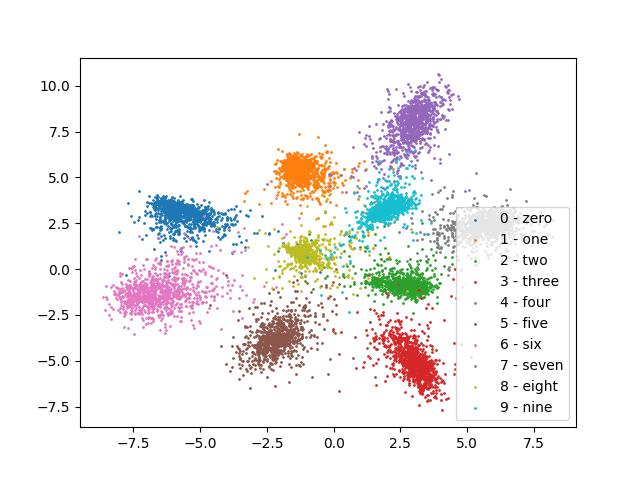 10.0
7.5
5.0
2.5
0.0
−2.5
−5.0
−7.5
−7.5 −5.0 −2.5 0.0 2.5 5.0 7.5
0 - zero
1 - one
2 - two
3 - three
4 - four
5 - five
6 - six
7 - seven
8 - eight
9 - nine